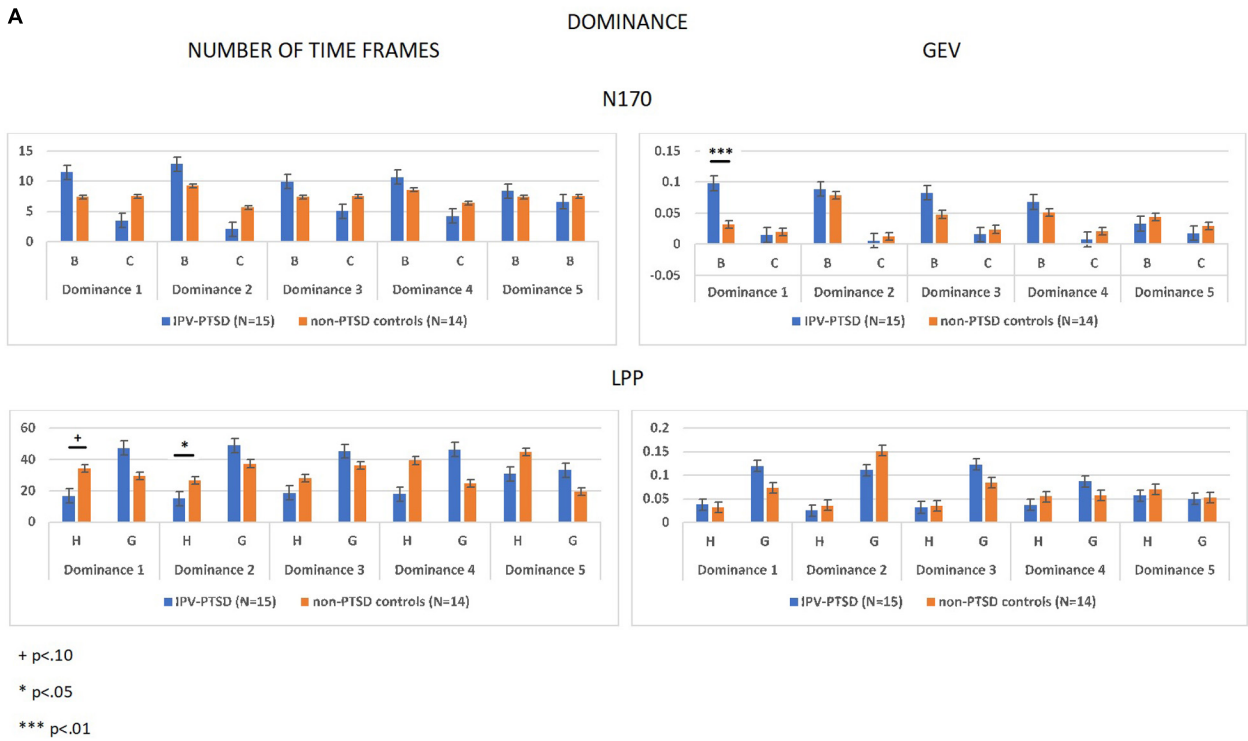 A
DOMINANCE
NUMBER OF TIME FRAMES
GEV
N170
15
10
5
0
B C B C B C B C B B
Dominance 1 Dominance 2 Dominance 3 Dominance 4 Dominance 5
IPV-PTSD (N=15) non-PTSD controls (N=14)
0.15
***
0.1
0.05
0
-0.05
B C B C B C B C B C
Dominance 1 Dominance 2 Dominance 3 Dominance 4 Dominance 5
IPV-PTSD (N=15) non-PTSD controls (N=14)
LPP
60
+ *
40
20
0
H G H G H G H G H G
Dominance 1 Dominance 2 Dominance 3 Dominance 4 Dominance 5
IPV-PTSD (N=15) non-PTSD controls (N=14)
0.2
0.15
0.1
0.05
0
H G H G H G H G H G
Dominance 1 Dominance 2 Dominance 3 Dominance 4 Dominance 5
IPV-PTSD (N=15) non-PTSD controls (N=14)
+ p<.10
* p<.05
*** p<.01